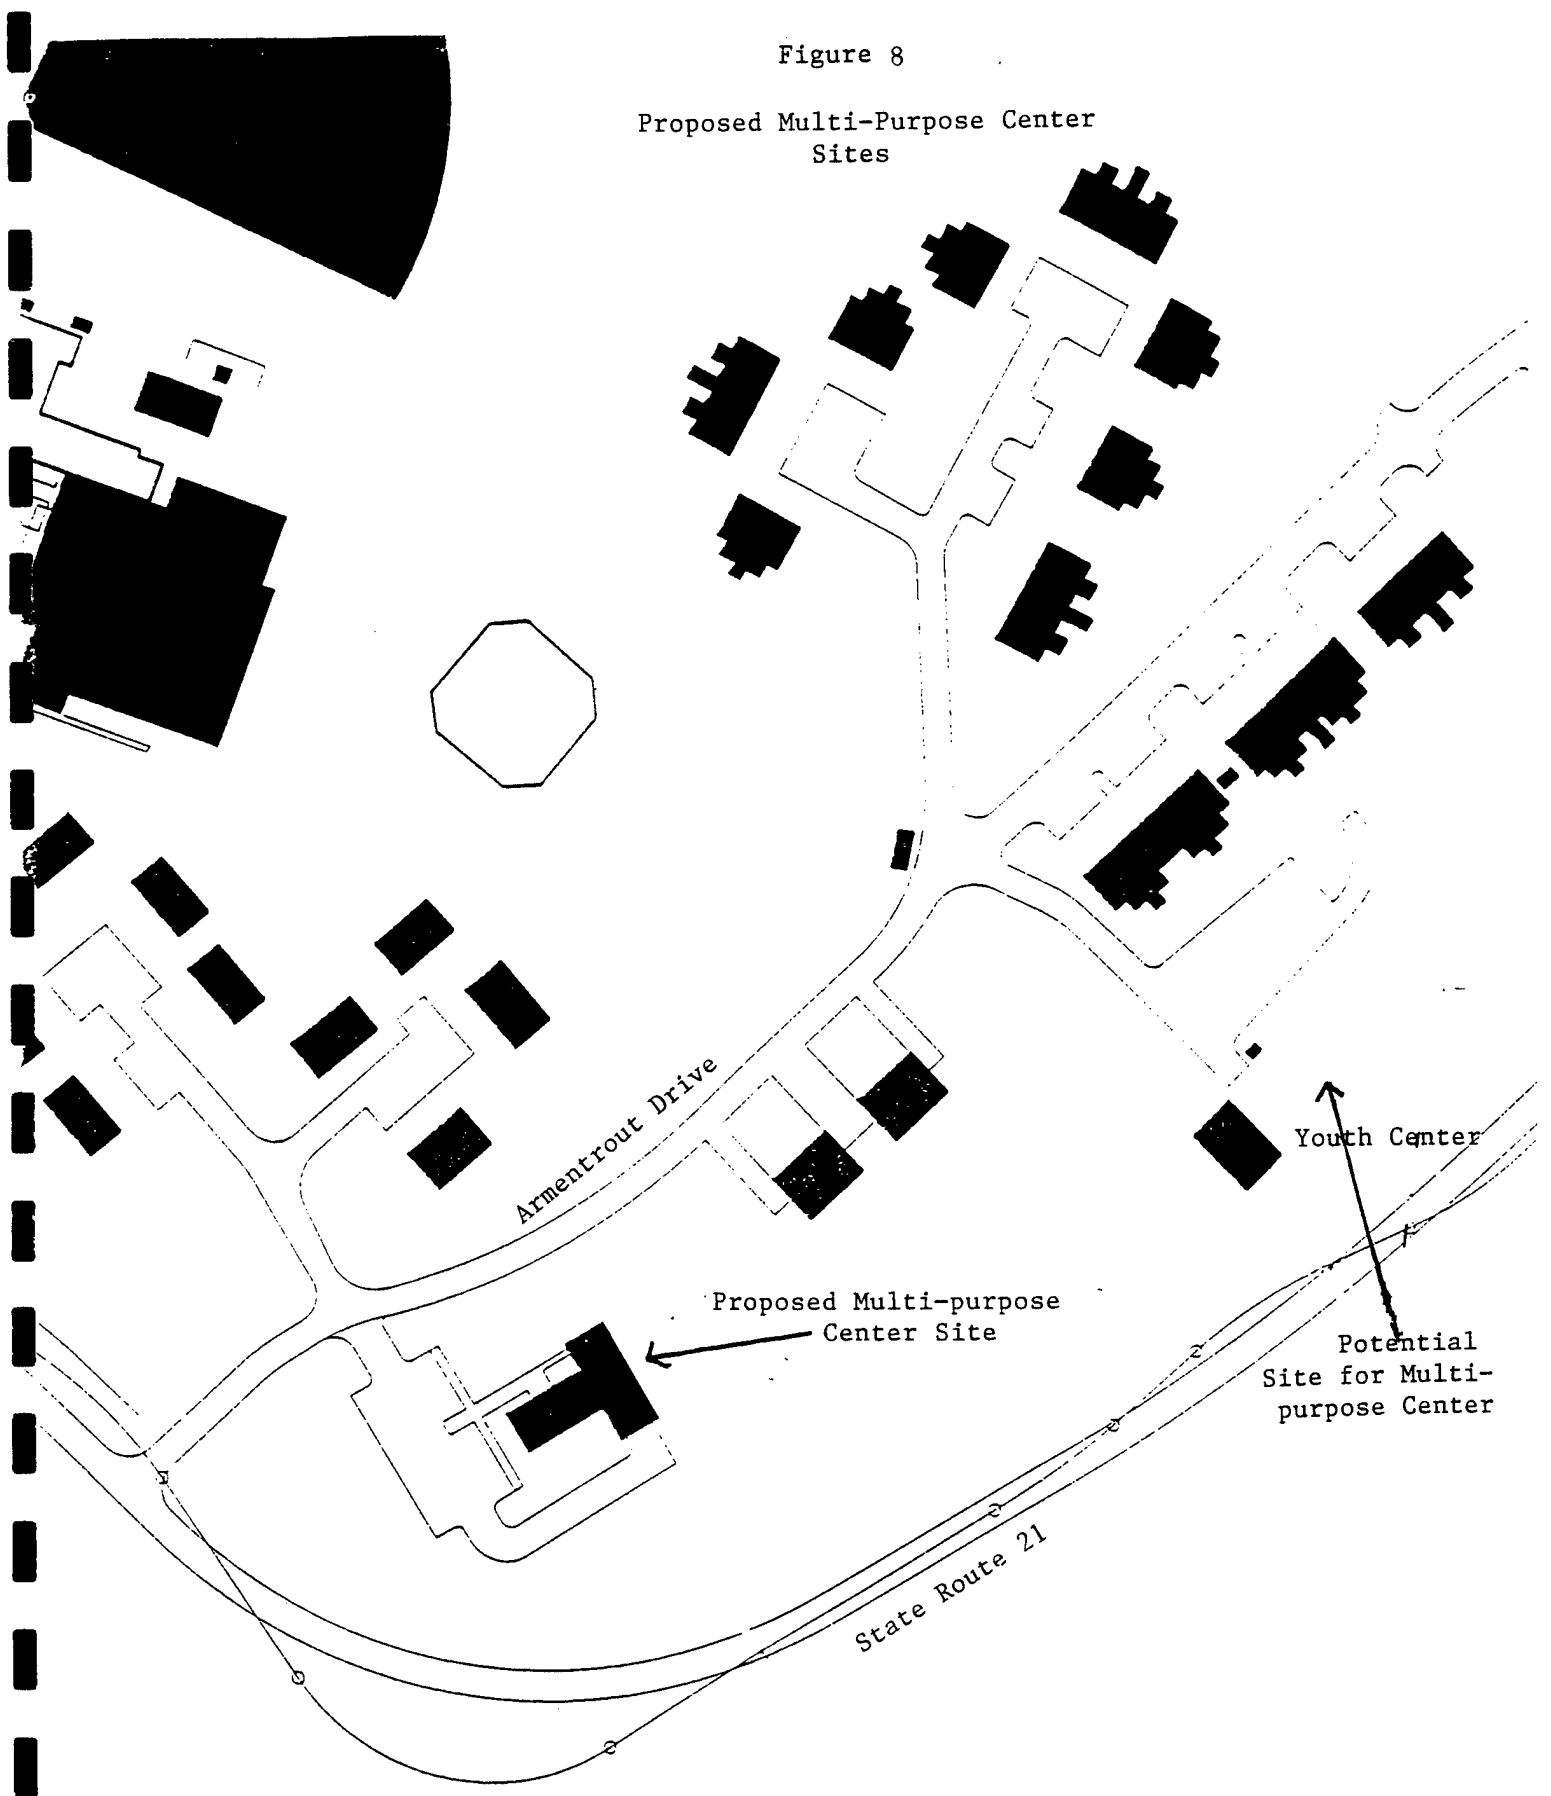 Figure 8
Proposed Multi-Purpose Center
Sites
Armentrout Drive
Youth Center
Proposed Multi-purpose
Center Site
Potential
Site for Multi-
purpose Center
State Route 21